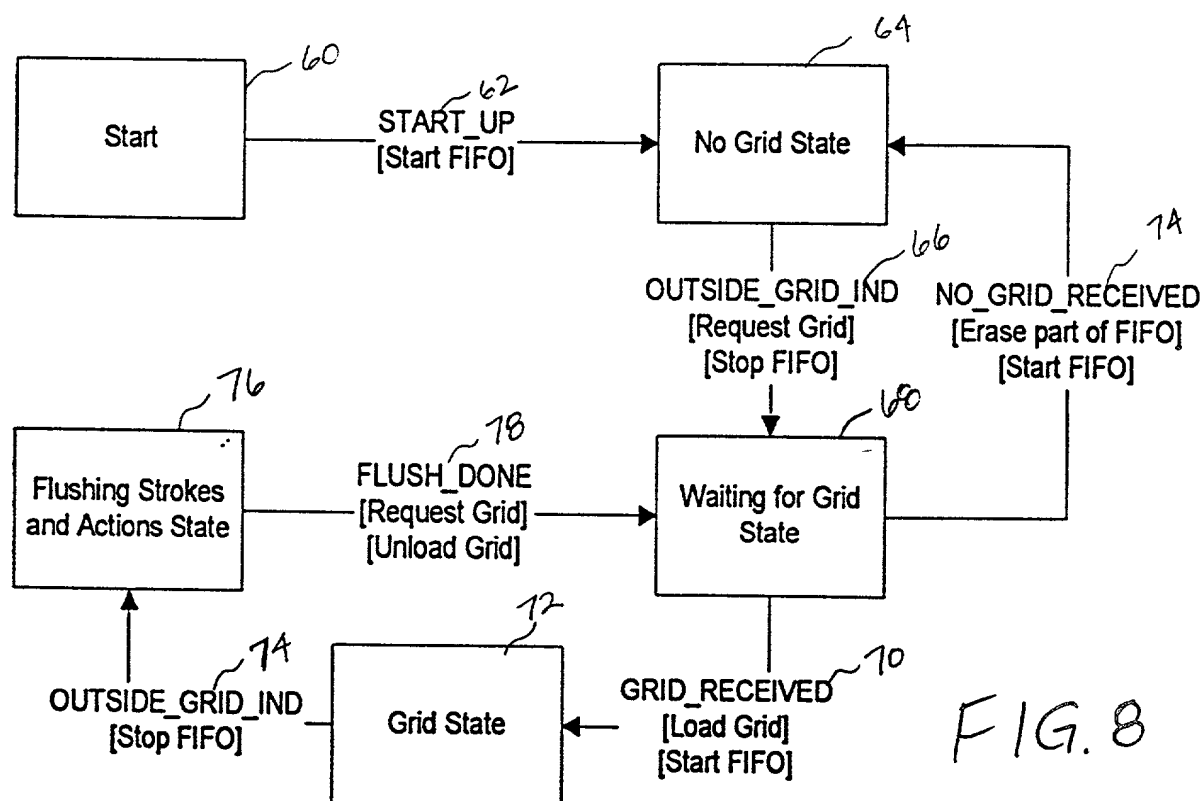 60
Start
62
START_UP
[Start FIFO]
64
No Grid State
66
OUTSIDE_GRID_IND
[Request Grid]
[Stop FIFO]
74
NO_GRID_RECEIVED
[Erase part of FIFO]
[Start FIFO]
76
Flushing Strokes
and Actions State
78
FLUSH_DONE
[Request Grid]
[Unload Grid]
68
Waiting for Grid
State
74
OUTSIDE_GRID_IND
[Stop FIFO]
72
Grid State
70
GRID_RECEIVED
[Load Grid]
[Start FIFO]
FIG. 8